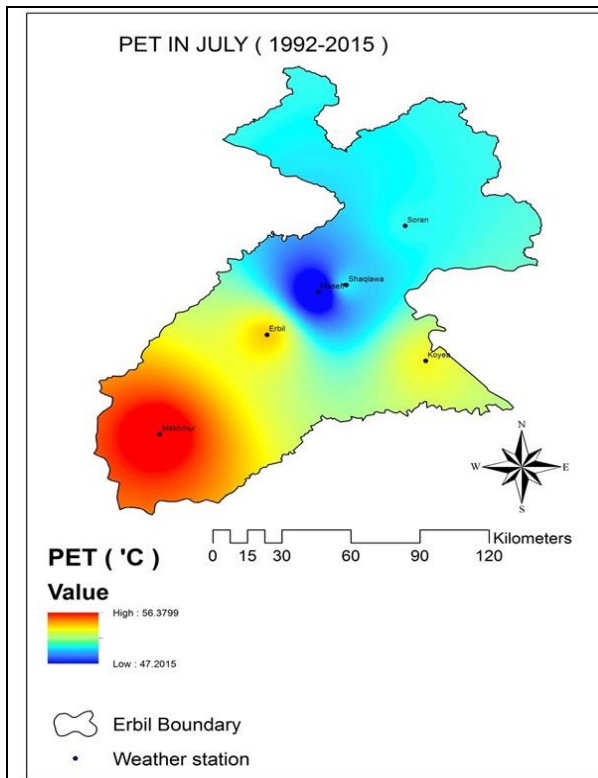 PET IN JULY ( 1992-2015 )
Soran
Shaqlawa
Erbil
Koyea
Makhmur
N
W
E
S
Kilometers
0 15 30 60 90 120
PET ( 'C )
Value
High : 56.3799
Low : 47.2015
Erbil Boundary
Weather station